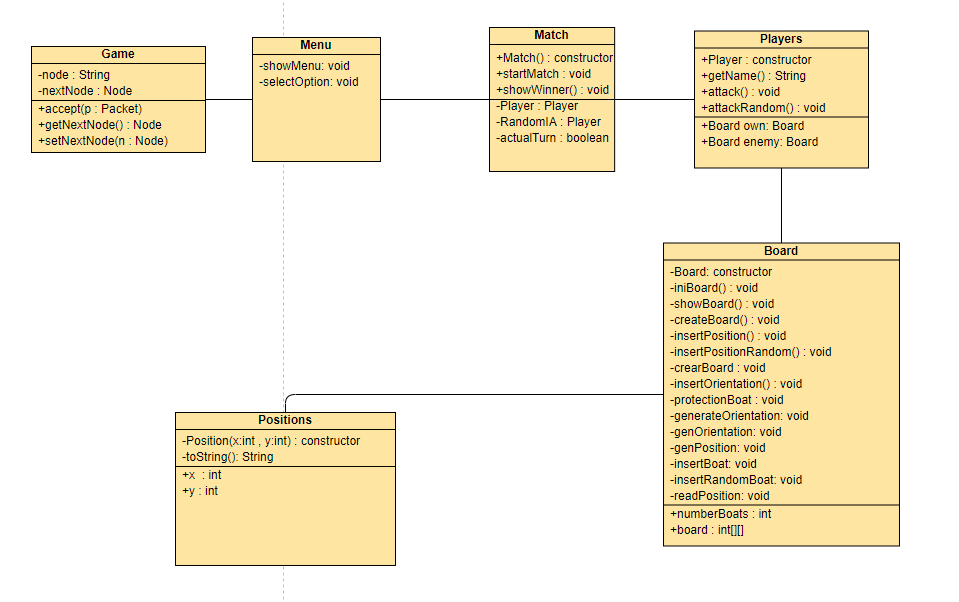 Game
-node : String
-nextNode : Node
+accept(p : Packet)
+getNextNode() : Node
+setNextNode(n : Node)
Menu
-showMenu: void
-selectOption: void
Match
+Match() : constructor
+startMatch : void
+showWinner() : void
-Player : Player
-RandomIA : Player
-actualTurn : boolean
Players
+Player : constructor
+getName() : String
+attack() : void
+attackRandom() : void
+Board own: Board
+Board enemy: Board
Board
-Board: constructor
-iniBoard() : void
-showBoard() : void
-createBoard() : void
-insertPosition() : void
-insertPositionRandom() : void
-crearBoard : void
-insertOrientation() : void
-protectionBoat : void
-generateOrientation: void
-genOrientation: void
-genPosition: void
-insertBoat: void
-insertRandomBoat: void
-readPosition: void
+numberBoats : int
+board : int[][]
Positions
-Position(x:int , y:int) : constructor
-toString(): String
+x : int
+y : int